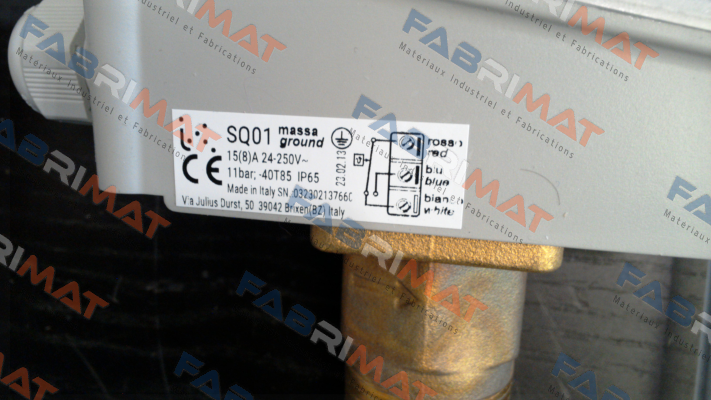 SQ01 massa ground
15(8)A 24-250V~
11bar; -40T85 IP65
Made in Italy SN. 03230213766C
Via Julius Durst, 50 39042 Brixen(BZ) Italy
23.02.13
rosso
red
blu
blue
bianco
white
FABRIMAT
Materiaux Industriel et Fabrications